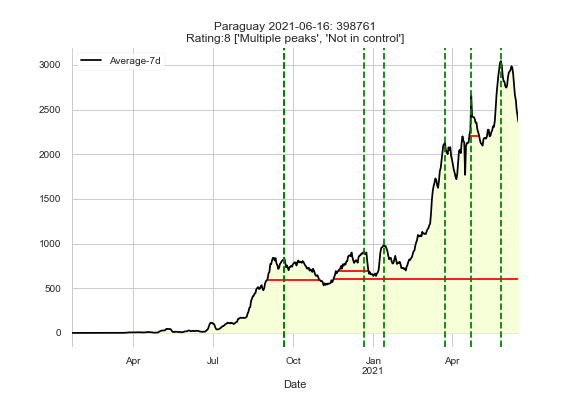 Paraguay 2021-06-16: 398761
Rating:8 ['Multiple peaks', 'Not in control']
Average-7d
3000
2500
2000
1500
1000
500
0
Apr
Jul
Oct
Jan
2021
Apr
Date